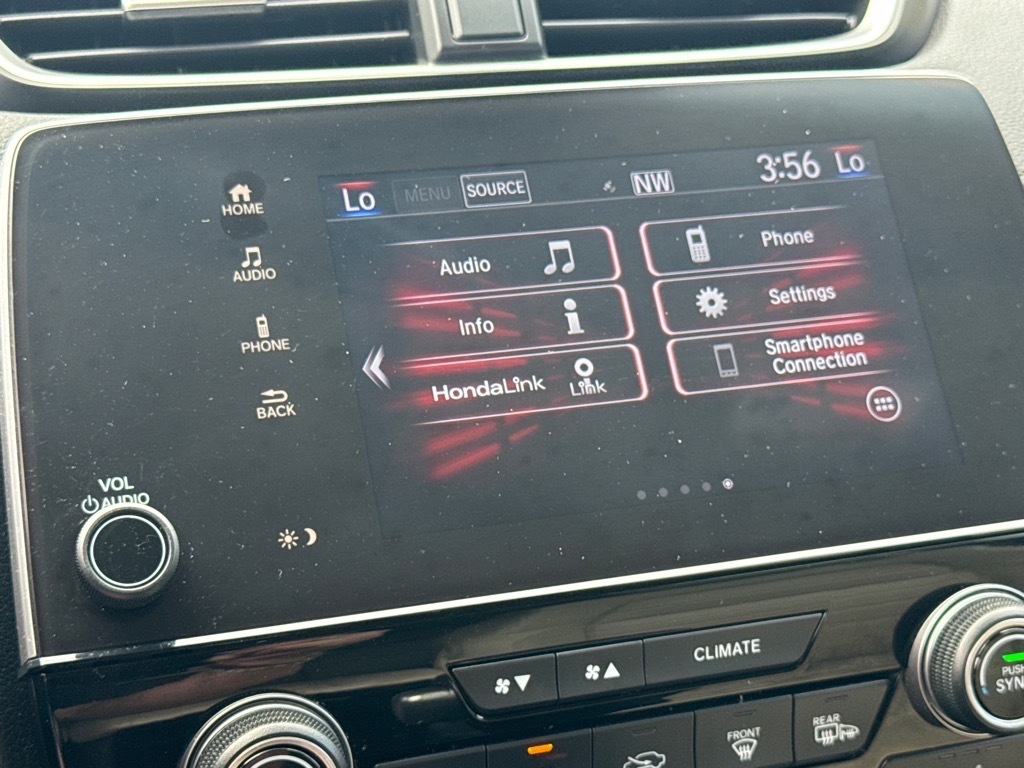 Lo
MENU
SOURCE
NW
3:56
Lo
HOME
AUDIO
PHONE
BACK
Audio
Info
HondaLink
Link
Phone
Settings
Smartphone
Connection
VOL
AUDIO
CLIMATE
PUSH
SYN
FRONT
REAR